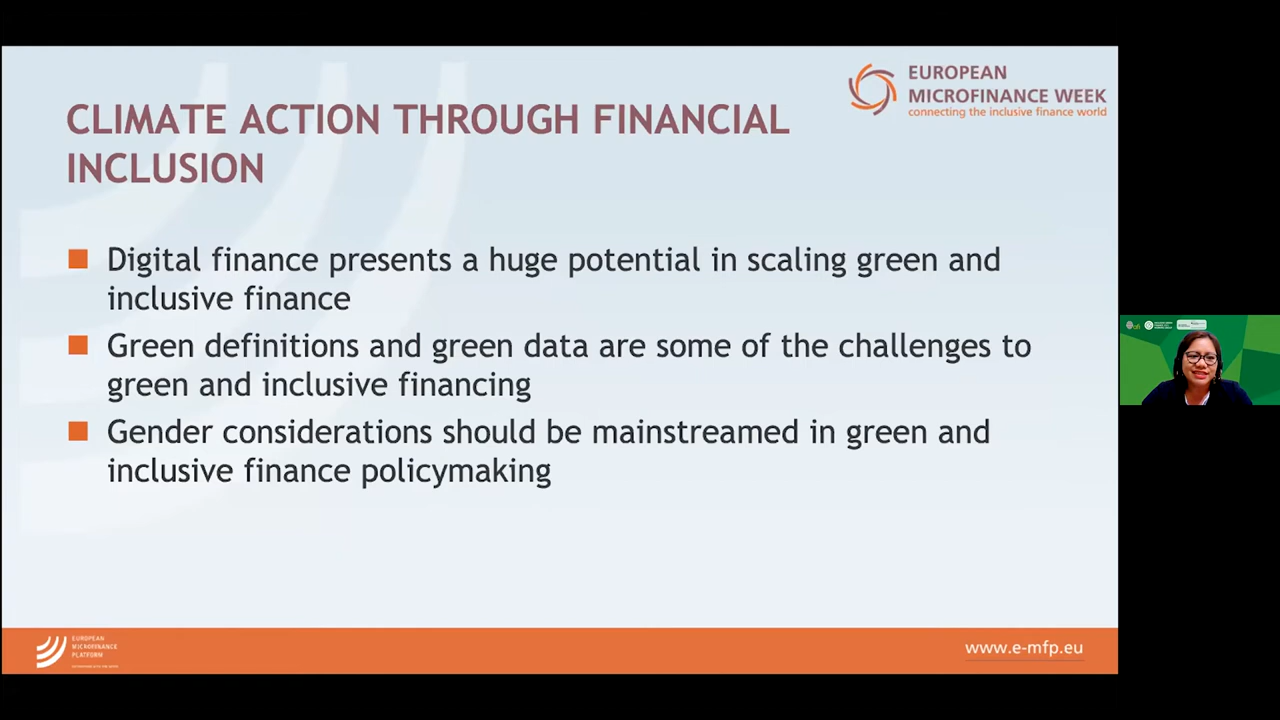 EUROPEAN
MICROFINANCE WEEK
connecting the inclusive finance world
CLIMATE ACTION THROUGH FINANCIAL
INCLUSION
Digital finance presents a huge potential in scaling green and
inclusive finance
Green definitions and green data are some of the challenges to
green and inclusive financing
Gender considerations should be mainstreamed in green and
inclusive finance policymaking
EUROPEAN
MICROFINANCE
PLATFORM
www.e-mfp.eu